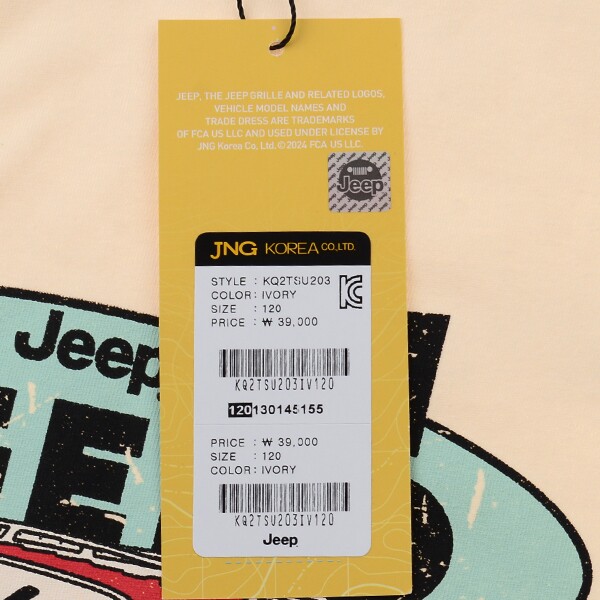 JEEP, THE JEEP GRILLE AND RELATED LOGOS,
VEHICLE MODEL NAMES AND
TRADE DRESS ARE TRADEMARKS
OF FCA US LLC AND USED UNDER LICENSE BY
JNG Korea Co, Ltd. © 2024 FCA US LLC.
Jeep
JNG KOREA CO.,LTD.
STYLE : KQ2TSU203
COLOR : IVORY
SIZE : 120
PRICE : ₩ 39,000
KC
KQ2TSU203IV120
120 130145155
PRICE : ₩ 39,000
SIZE : 120
COLOR : IVORY
KQ2TSU203IV120
Jeep
Jeep